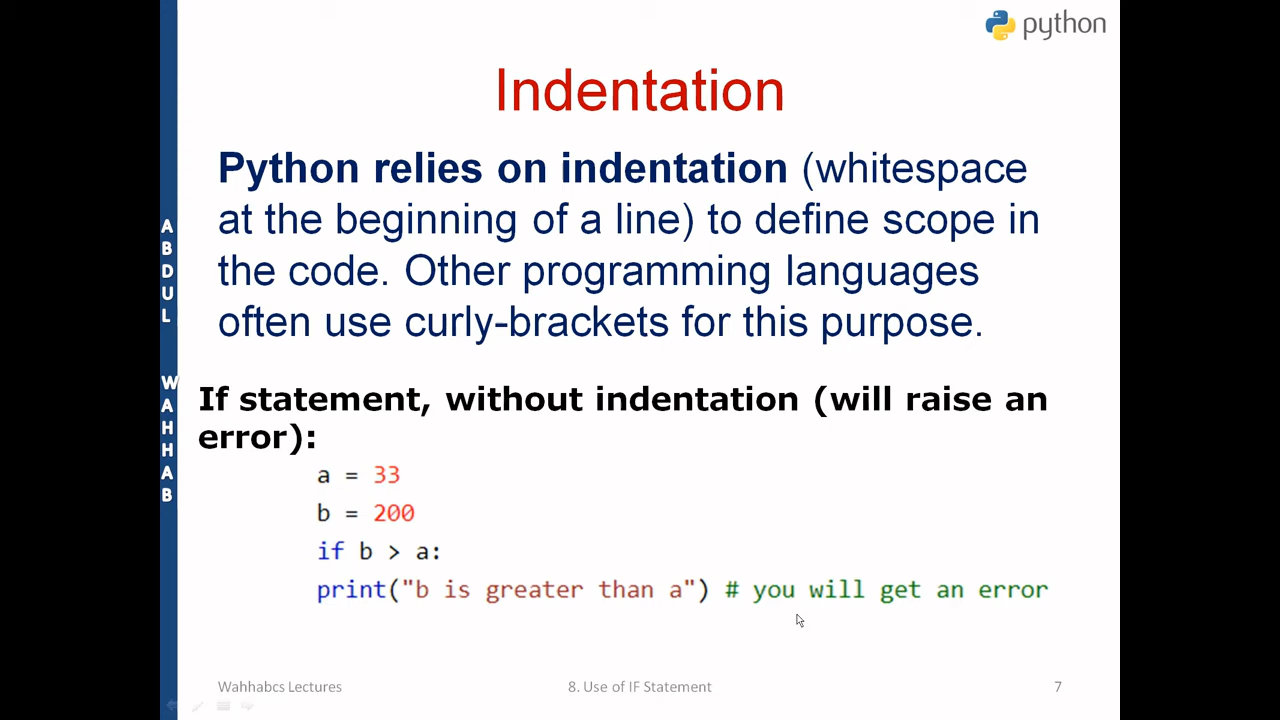 python
Indentation
Python relies on indentation (whitespace
at the beginning of a line) to define scope in
the code. Other programming languages
often use curly-brackets for this purpose.
ABDUL WAHHAB
If statement, without indentation (will raise an
error):
a = 33
b = 200
if b > a:
print("b is greater than a") # you will get an error
Wahhabcs Lectures
8. Use of IF Statement
7